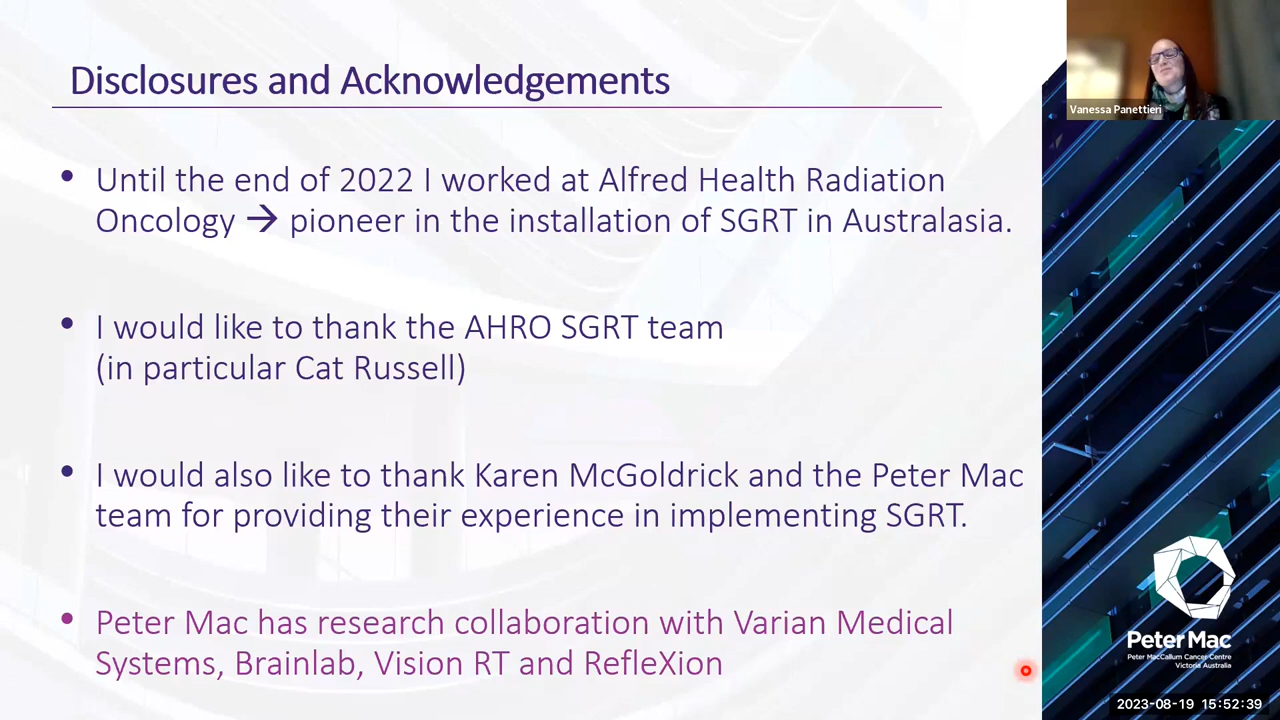 Disclosures and Acknowledgements
Vanessa Panettieri
• Until the end of 2022 I worked at Alfred Health Radiation
Oncology → pioneer in the installation of SGRT in Australasia.
• I would like to thank the AHRO SGRT team
(in particular Cat Russell)
• I would also like to thank Karen McGoldrick and the Peter Mac
team for providing their experience in implementing SGRT.
• Peter Mac has research collaboration with Varian Medical
Systems, Brainlab, Vision RT and RefleXion
Peter Mac
Peter MacCallum Cancer Centre
Victoria Australia
2023-08-19 15:52:39